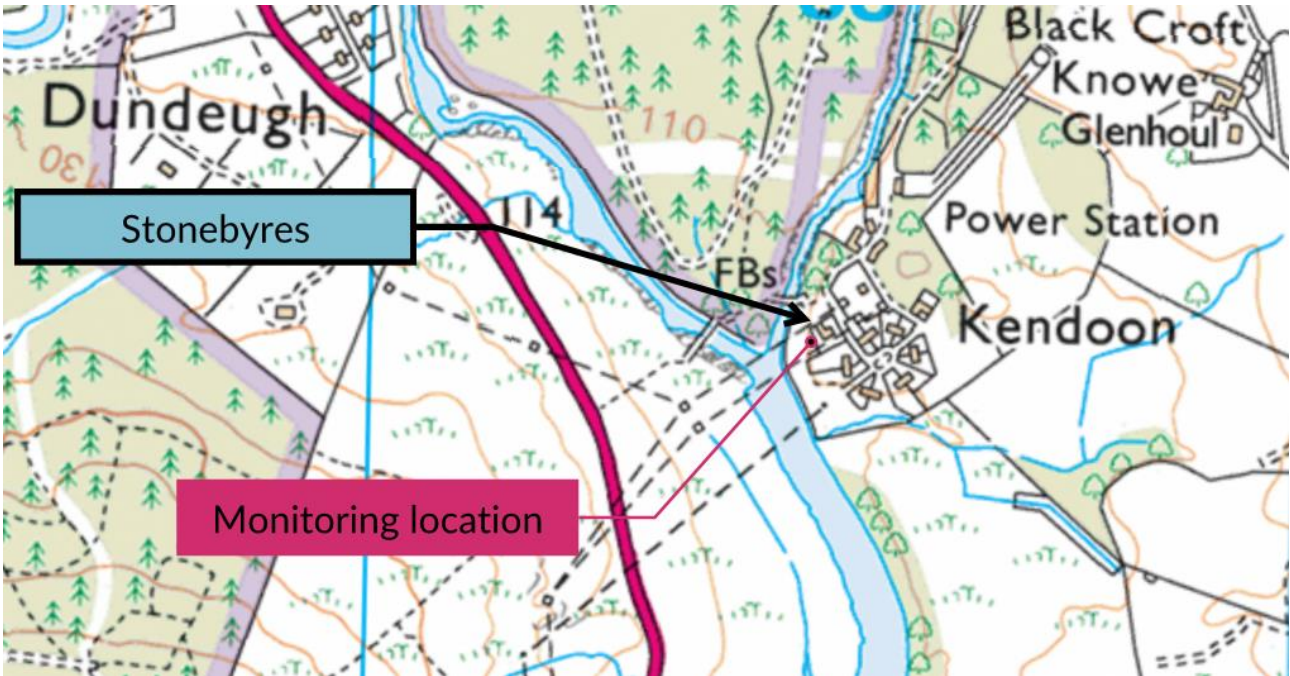 Black Croft
Knowe
Glenhoul
Dundeugh
110
130
Stonebyres
114
Power Station
FBs
Kendoon
Monitoring location